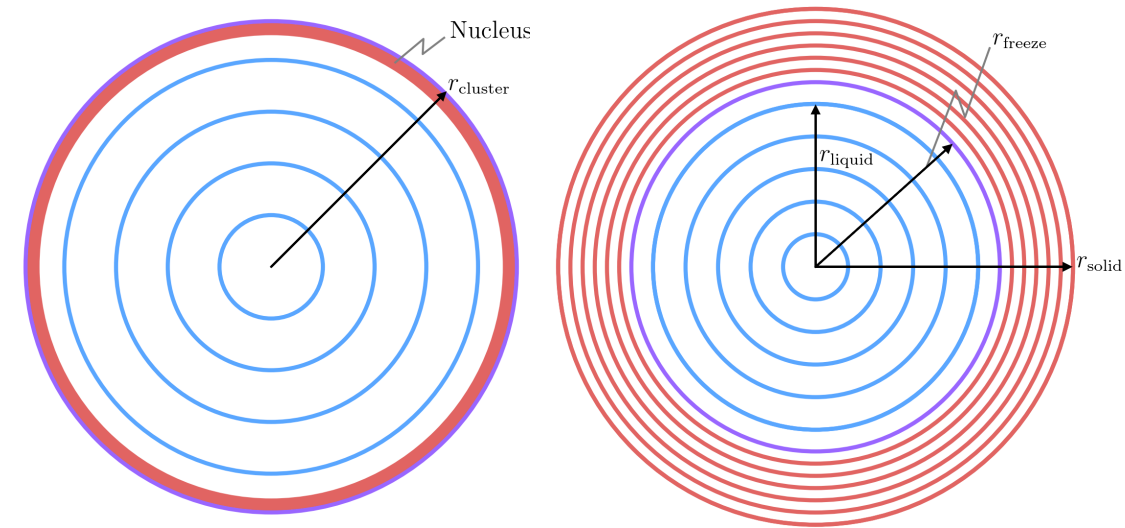 Nucleus
r_cluster
r_freeze
r_liquid
r_solid